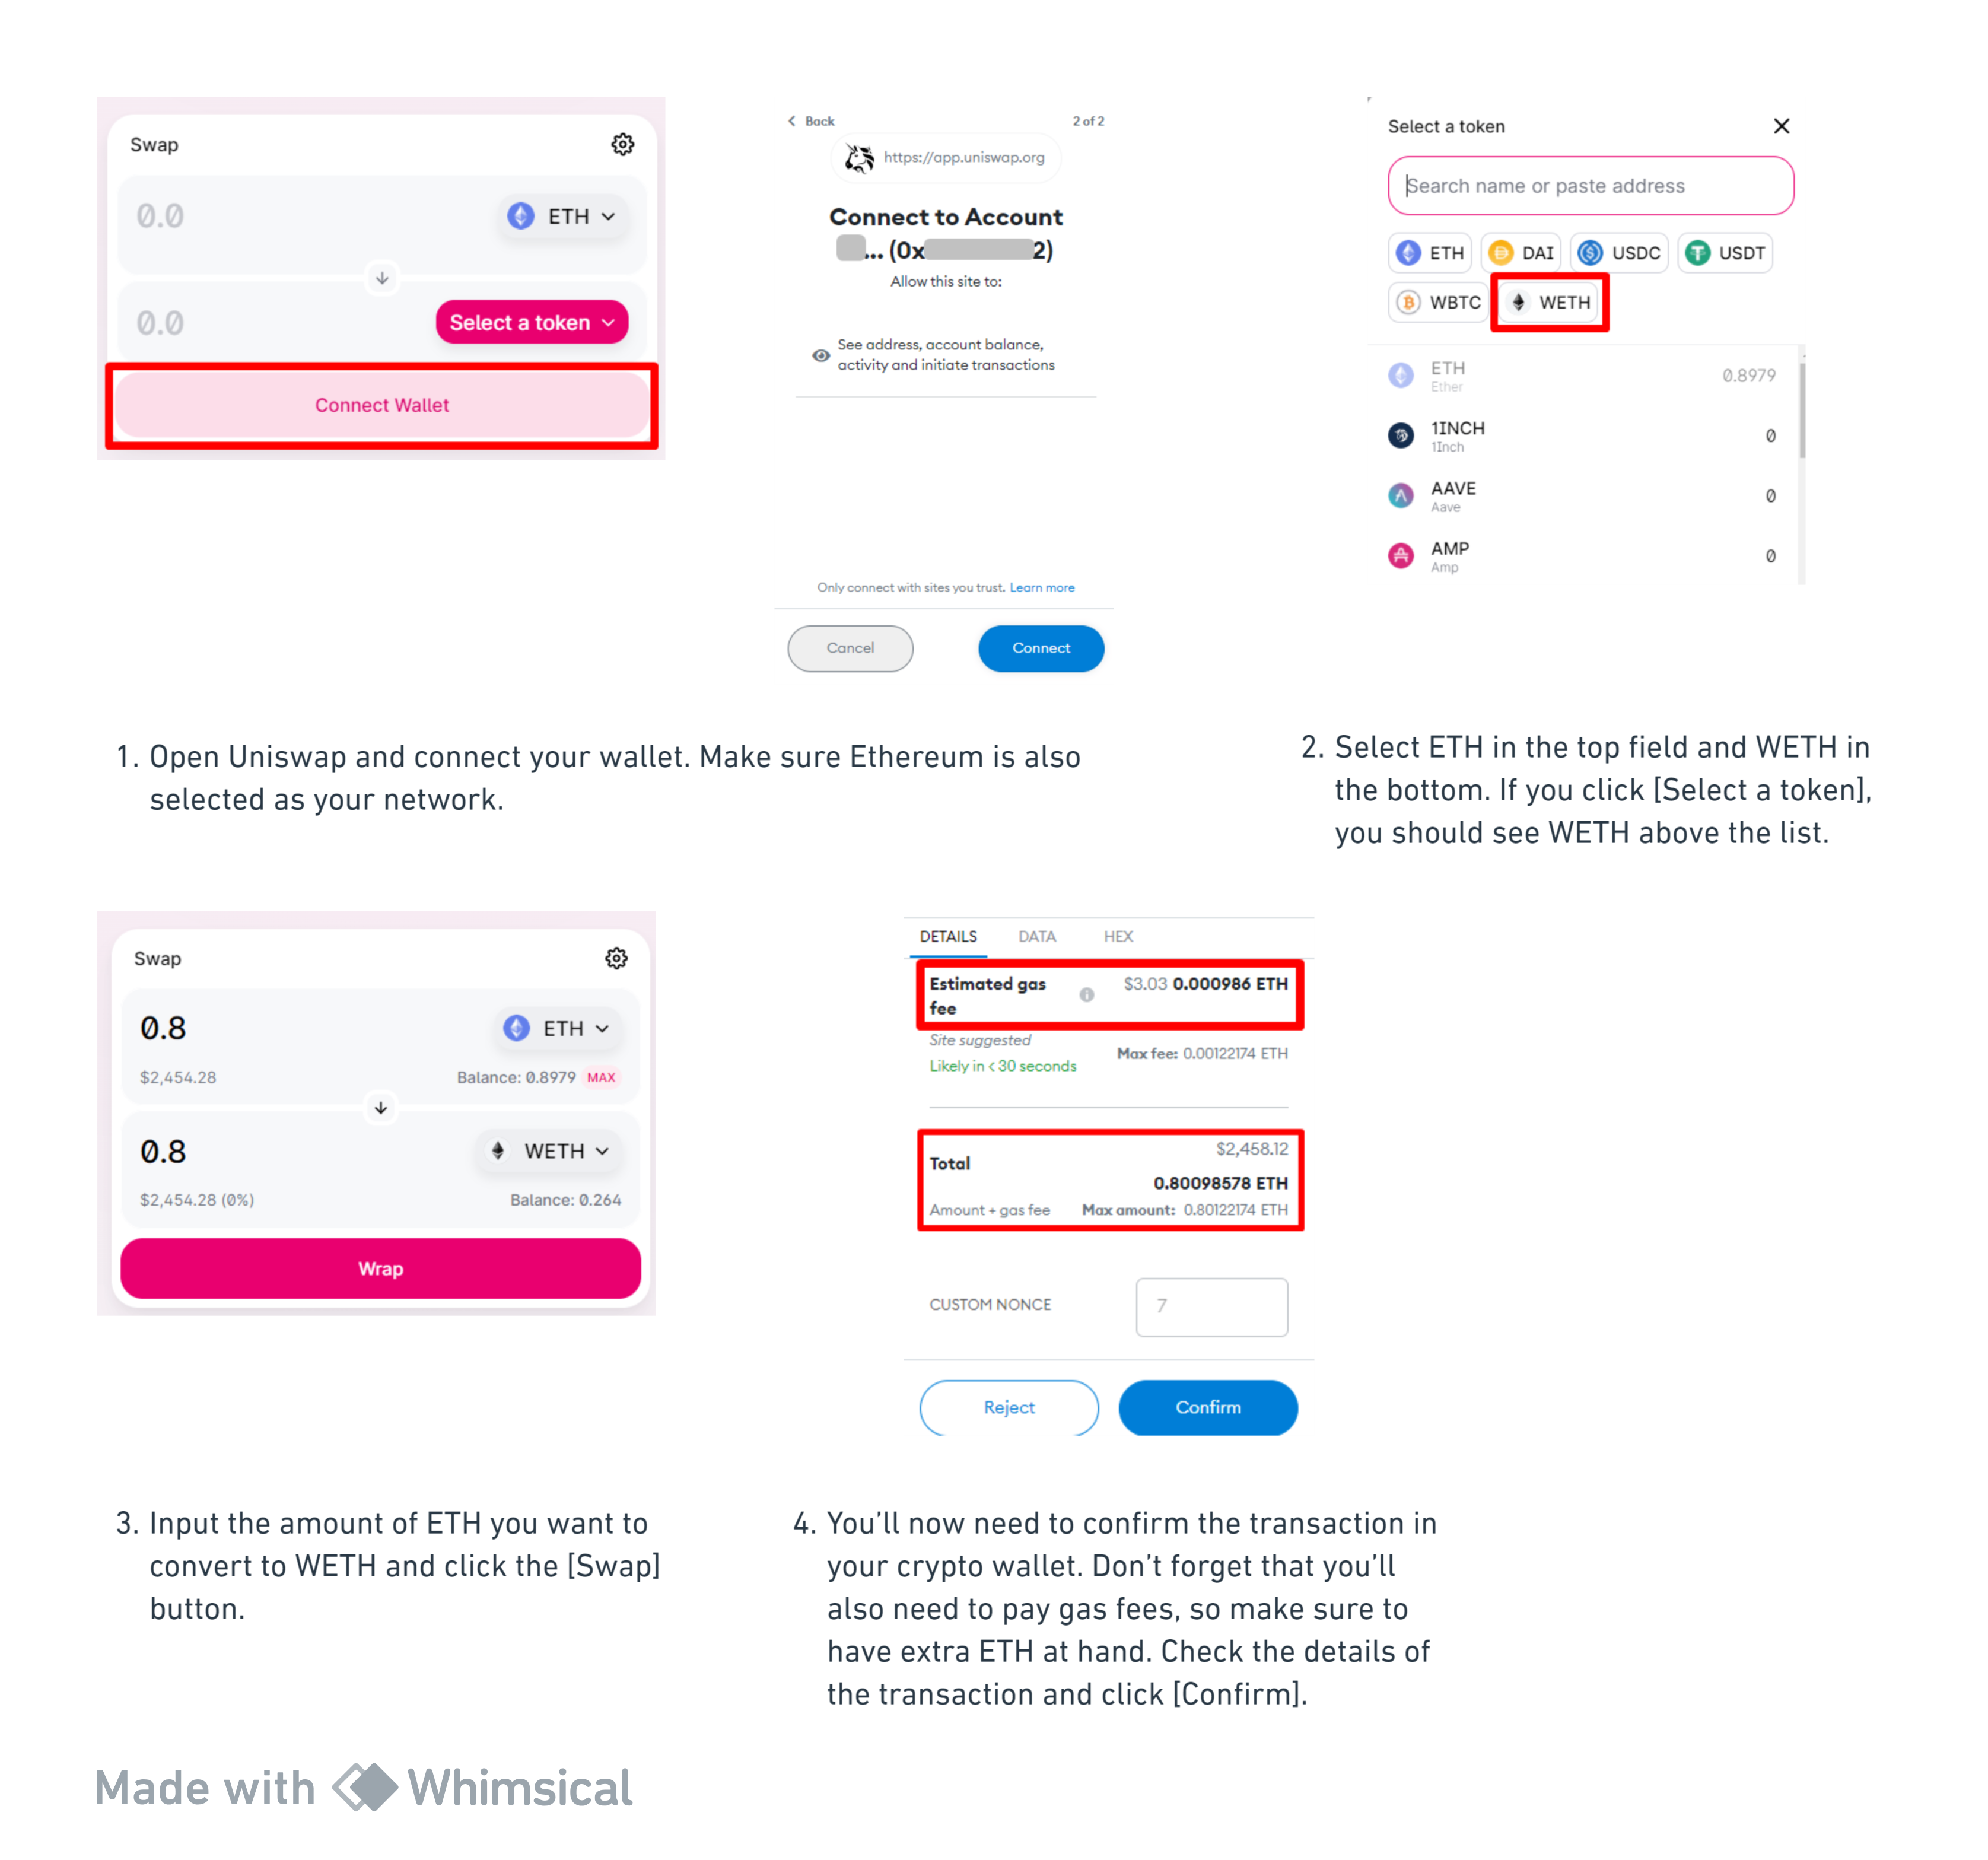 Swap
0.0
ETH
0.0
Select a token
Connect Wallet
Back
2 of 2
https://app.uniswap.org
Connect to Account
... (0x 2)
Allow this site to:
See address, account balance,
activity and initiate transactions
Only connect with sites you trust. Learn more
Cancel
Connect
Select a token
Search name or paste address
ETH DAI USDC USDT
WBTC WETH
ETH
Ether
0.8979
1INCH
1Inch
0
AAVE
Aave
0
AMP
Amp
0
1. Open Uniswap and connect your wallet. Make sure Ethereum is also
selected as your network.
2. Select ETH in the top field and WETH in
the bottom. If you click [Select a token],
you should see WETH above the list.
Swap
0.8
ETH
$2,454.28
Balance: 0.8979 MAX
0.8
WETH
$2,454.28 (0%)
Balance: 0.264
Wrap
DETAILS DATA HEX
Estimated gas
fee
$3.03 0.000986 ETH
Site suggested
Likely in < 30 seconds
Max fee: 0.00122174 ETH
$2,458.12
Total
0.80098578 ETH
Amount + gas fee
Max amount: 0.80122174 ETH
CUSTOM NONCE
7
Reject
Confirm
3. Input the amount of ETH you want to
convert to WETH and click the [Swap]
button.
4. You'll now need to confirm the transaction in
your crypto wallet. Don't forget that you'll
also need to pay gas fees, so make sure to
have extra ETH at hand. Check the details of
the transaction and click [Confirm].
Made with Whimsical